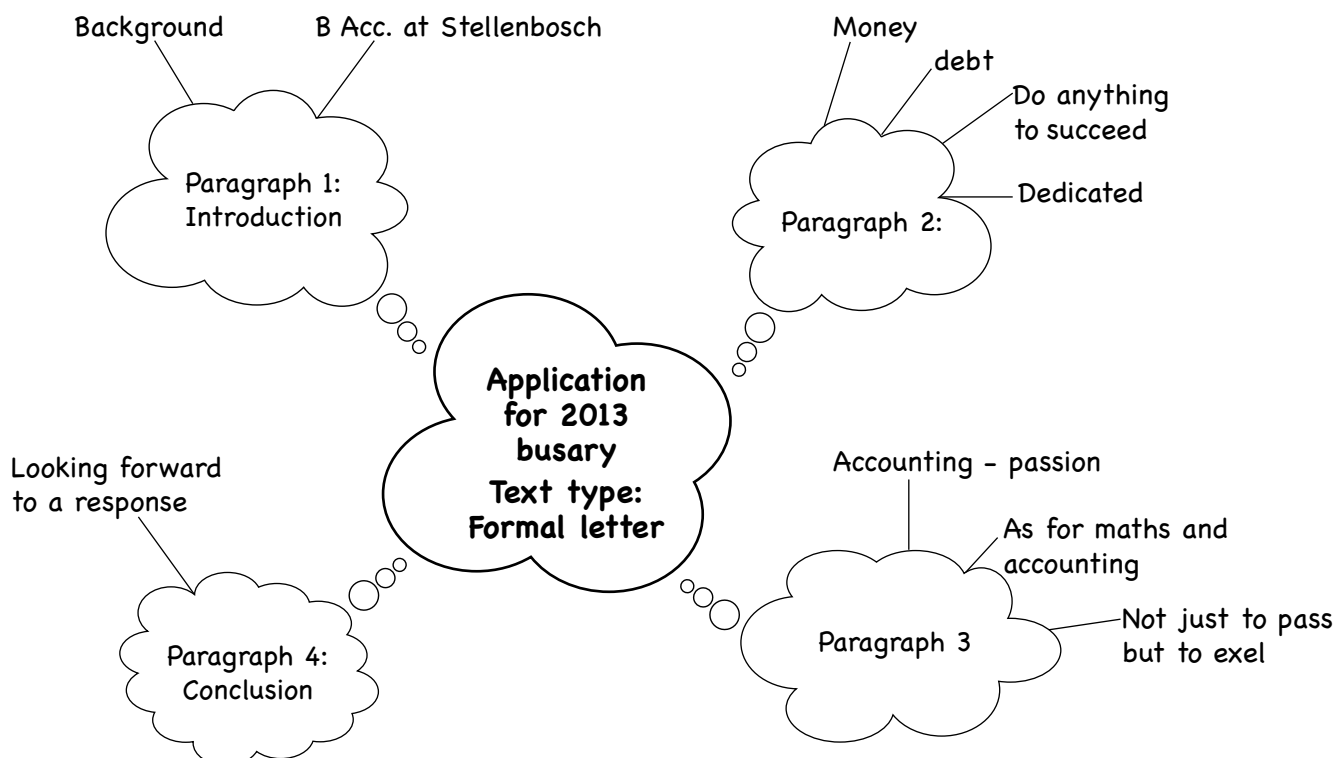 Background
B Acc. at Stellenbosch
Paragraph 1:
Introduction
Money
debt
Do anything
to succeed
Dedicated
Paragraph 2:
Application
for 2013
busary
Text type:
Formal letter
Looking forward
to a response
Paragraph 4:
Conclusion
Accounting – passion
As for maths and
accounting
Not just to pass
but to exel
Paragraph 3